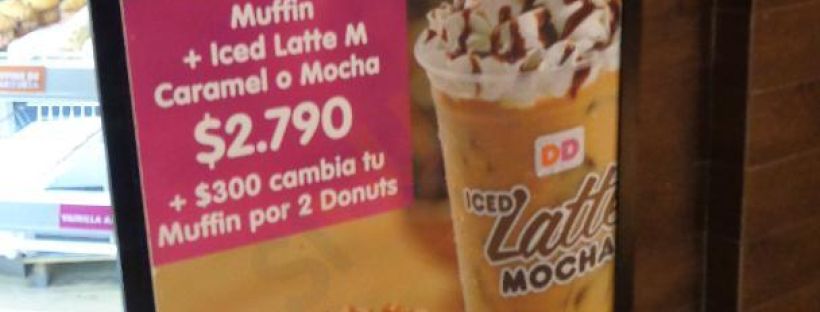 Muffin
+ Iced Latte M
Caramel o Mocha
$2.790
+ $300 cambia tu
Muffin por 2 Donuts
DD
ICED
Latte
MOCHA